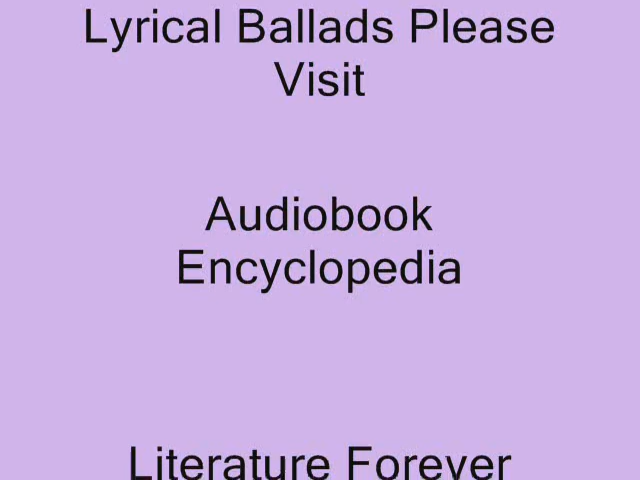 Lyrical Ballads Please
Visit
Audiobook
Encyclopedia
Literature Forever